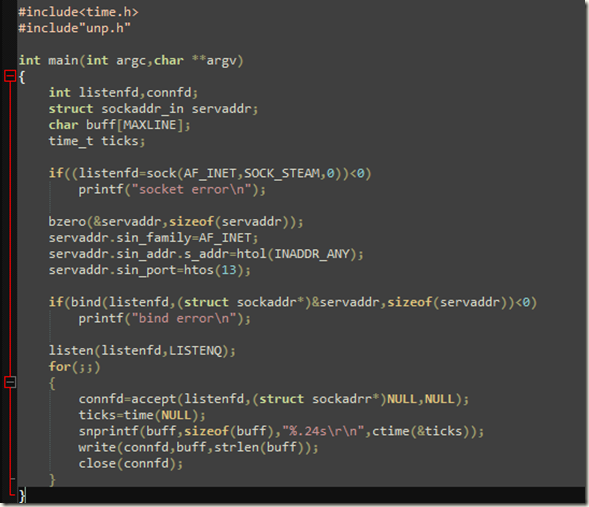 #include<time.h>
#include"unp.h"
int main(int argc,char **argv)
{
int listenfd,connfd;
struct sockaddr_in servaddr;
char buff[MAXLINE];
time_t ticks;
if((listenfd=sock(AF_INET,SOCK_STEAM,0))<0)
printf("socket error\n");
bzero(&servaddr,sizeof(servaddr));
servaddr.sin_family=AF_INET;
servaddr.sin_addr.s_addr=htol(INADDR_ANY);
servaddr.sin_port=htos(13);
if(bind(listenfd,(struct sockaddr*)&servaddr,sizeof(servaddr))<0)
printf("bind error\n");
listen(listenfd,LISTENQ);
for(;;)
{
connfd=accept(listenfd,(struct sockadrr*)NULL,NULL);
ticks=time(NULL);
snprintf(buff,sizeof(buff),"%.24s\r\n",ctime(&ticks));
write(connfd,buff,strlen(buff));
close(connfd);
}
}